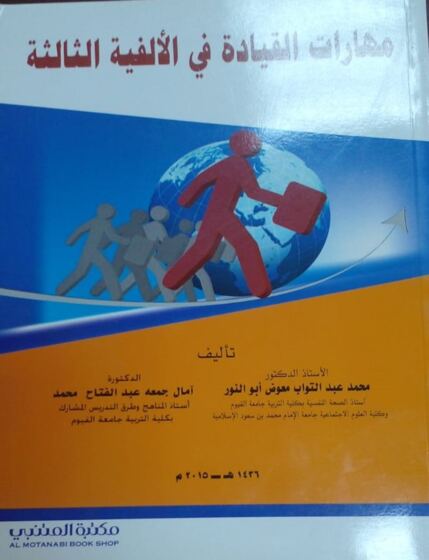 مهارات القيادة في الألفية الثالثة
تأليف
الأستاذ الدكتور
محمد عبد التواب معوض أبو النور
أستاذ الصحة النفسية بكلية التربية جامعة الفيوم
وكلية العلوم الاجتماعية جامعة الإمام محمد بن سعود الإسلامية
الدكتورة
آمال جمعه عبد الفتاح محمد
أستاذ المناهج وطرق التدريس المشارك
بكلية التربية جامعة الفيوم
١٤٣٦ هـ - ٢٠١٥ م
مكتبة المتنبي
AL MOTANABI BOOK SHOP